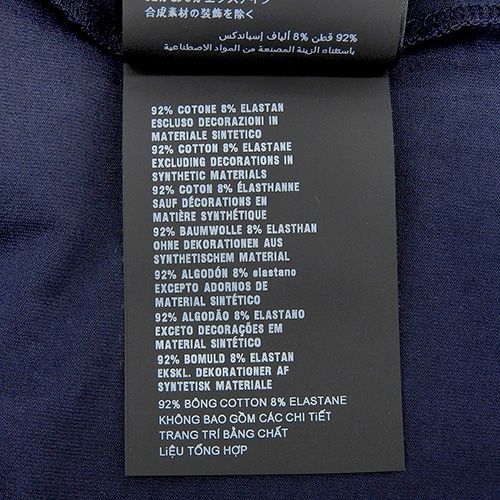 合成素材の装飾を除く
92% قطن 8% ألياف إسباندكس
باستثناء الزينة المصنعة من المواد الاصطناعية
92% COTONE 8% ELASTAN
ESCLUSO DECORAZIONI IN
MATERIALE SINTETICO
92% COTTON 8% ELASTANE
EXCLUDING DECORATIONS IN
SYNTHETIC MATERIALS
92% COTON 8% ÉLASTHANNE
SAUF DÉCORATIONS EN
MATIÈRE SYNTHÉTIQUE
92% BAUMWOLLE 8% ELASTHAN
OHNE DEKORATIONEN AUS
SYNTHETISCHEM MATERIAL
92% ALGODÓN 8% elastano
EXCEPTO ADORNOS DE
MATERIAL SINTÉTICO
92% ALGODÃO 8% ELASTANO
EXCETO DECORAÇÕES EM
MATERIAL SINTÉTICO
92% BOMULD 8% ELASTAN
EKSKL. DEKORATIONER AF
SYNTETISK MATERIALE
92% BÔNG COTTON 8% ELASTANE
KHÔNG BAO GỒM CÁC CHI TIẾT
TRANG TRÍ BẰNG CHẤT
LIỆU TỔNG HỢP